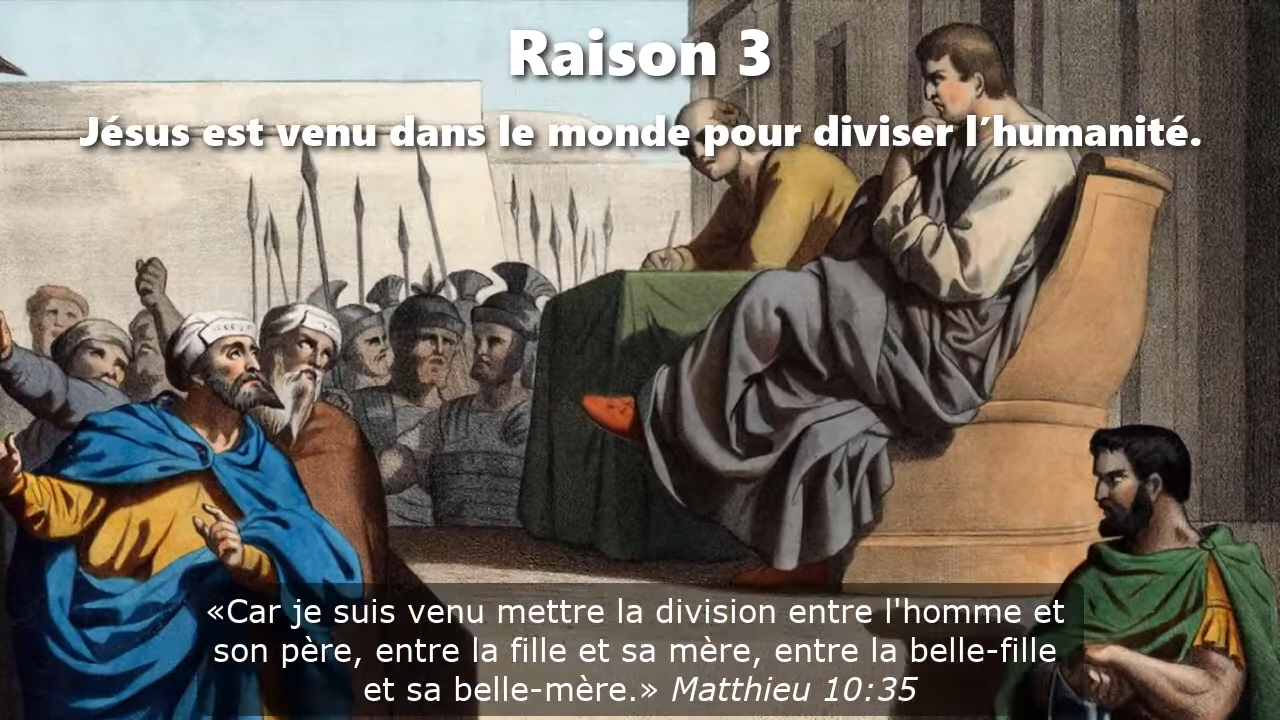 Raison 3
Jésus est venu dans le monde pour diviser l´humanité.
«Car je suis venu mettre la division entre l'homme et
son père, entre la fille et sa mère, entre la belle-fille
et sa belle-mère.» Matthieu 10:35